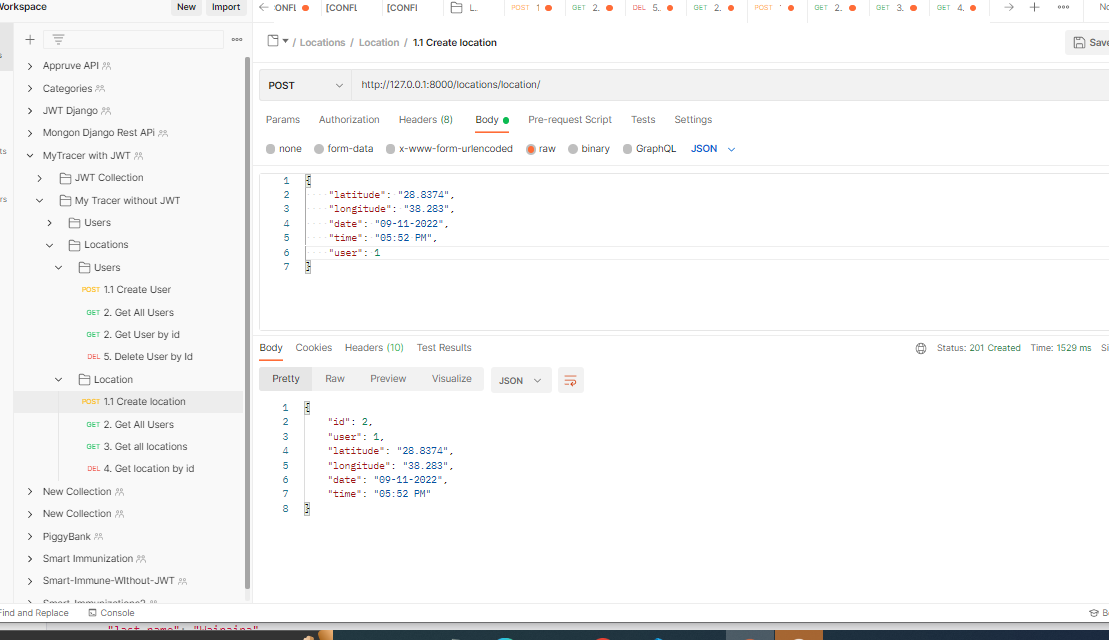 Workspace
New
Import
CONFL
[CONFL
[CONFI
L.
POST 1
GET 2.
DEL 5.
GET 2.
POST
GET 2.
GET 3.
GET 4.
No
/ Locations / Location / 1.1 Create location
Save
POST
http://127.0.0.1:8000/locations/location/
Params
Authorization
Headers (8)
Body
Pre-request Script
Tests
Settings
none
form-data
x-www-form-urlencoded
raw
binary
GraphQL
JSON
1 {
2 "latitude": "28.8374",
3 "longitude": "38.283",
4 "date": "09-11-2022",
5 "time": "05:52 PM",
6 "user": 1
7 }
Body
Cookies
Headers (10)
Test Results
Status: 201 Created
Time: 1529 ms
Si
Pretty
Raw
Preview
Visualize
JSON
1 {
2 "id": 2,
3 "user": 1,
4 "latitude": "28.8374",
5 "longitude": "38.283",
6 "date": "09-11-2022",
7 "time": "05:52 PM"
8 }
Appruve API
Categories
JWT Django
Mongon Django Rest APi
MyTracer with JWT
JWT Collection
My Tracer without JWT
Users
Locations
Users
POST 1.1 Create User
GET 2. Get All Users
GET 2. Get User by id
DEL 5. Delete User by Id
Location
POST 1.1 Create location
GET 2. Get All Users
GET 3. Get all locations
DEL 4. Get location by id
New Collection
New Collection
PiggyBank
Smart Immunization
Smart-Immune-WIthout-JWT
Smart-Immunizations2
Find and Replace
Console
"last_name": "Wainaina"